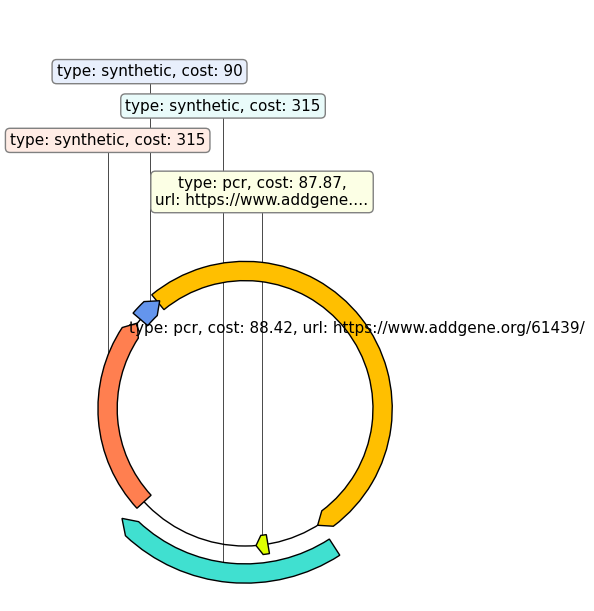 type: synthetic, cost: 90
type: synthetic, cost: 315
type: synthetic, cost: 315
type: pcr, cost: 87.87,
url: https://www.addgene....
type: pcr, cost: 88.42, url: https://www.addgene.org/61439/